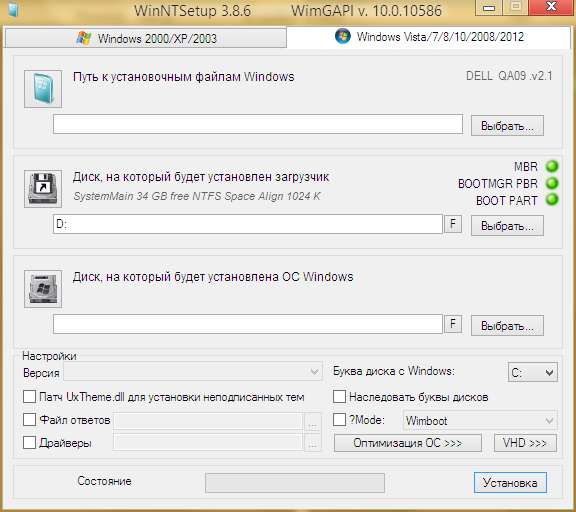 WinNTSetup 3.8.6 WimGAPI v. 10.0.10586
Windows 2000/XP/2003 Windows Vista/7/8/10/2008/2012
Путь к установочным файлам Windows DELL QA09 .v2.1
Выбрать...
Диск, на который будет установлен загрузчик MBR
SystemMain 34 GB free NTFS Space Align 1024 K BOOTMGR PBR
BOOT PART
D: F Выбрать...
Диск, на который будет установлена ОС Windows
F Выбрать...
Настройки
Версия Буква диска с Windows: C:
Патч UxTheme.dll для установки неподписанных тем Наследовать буквы дисков
Файл ответов ... ?Mode: Wimboot
Драйверы ... Оптимизация ОС >>> VHD >>>
Состояние Установка